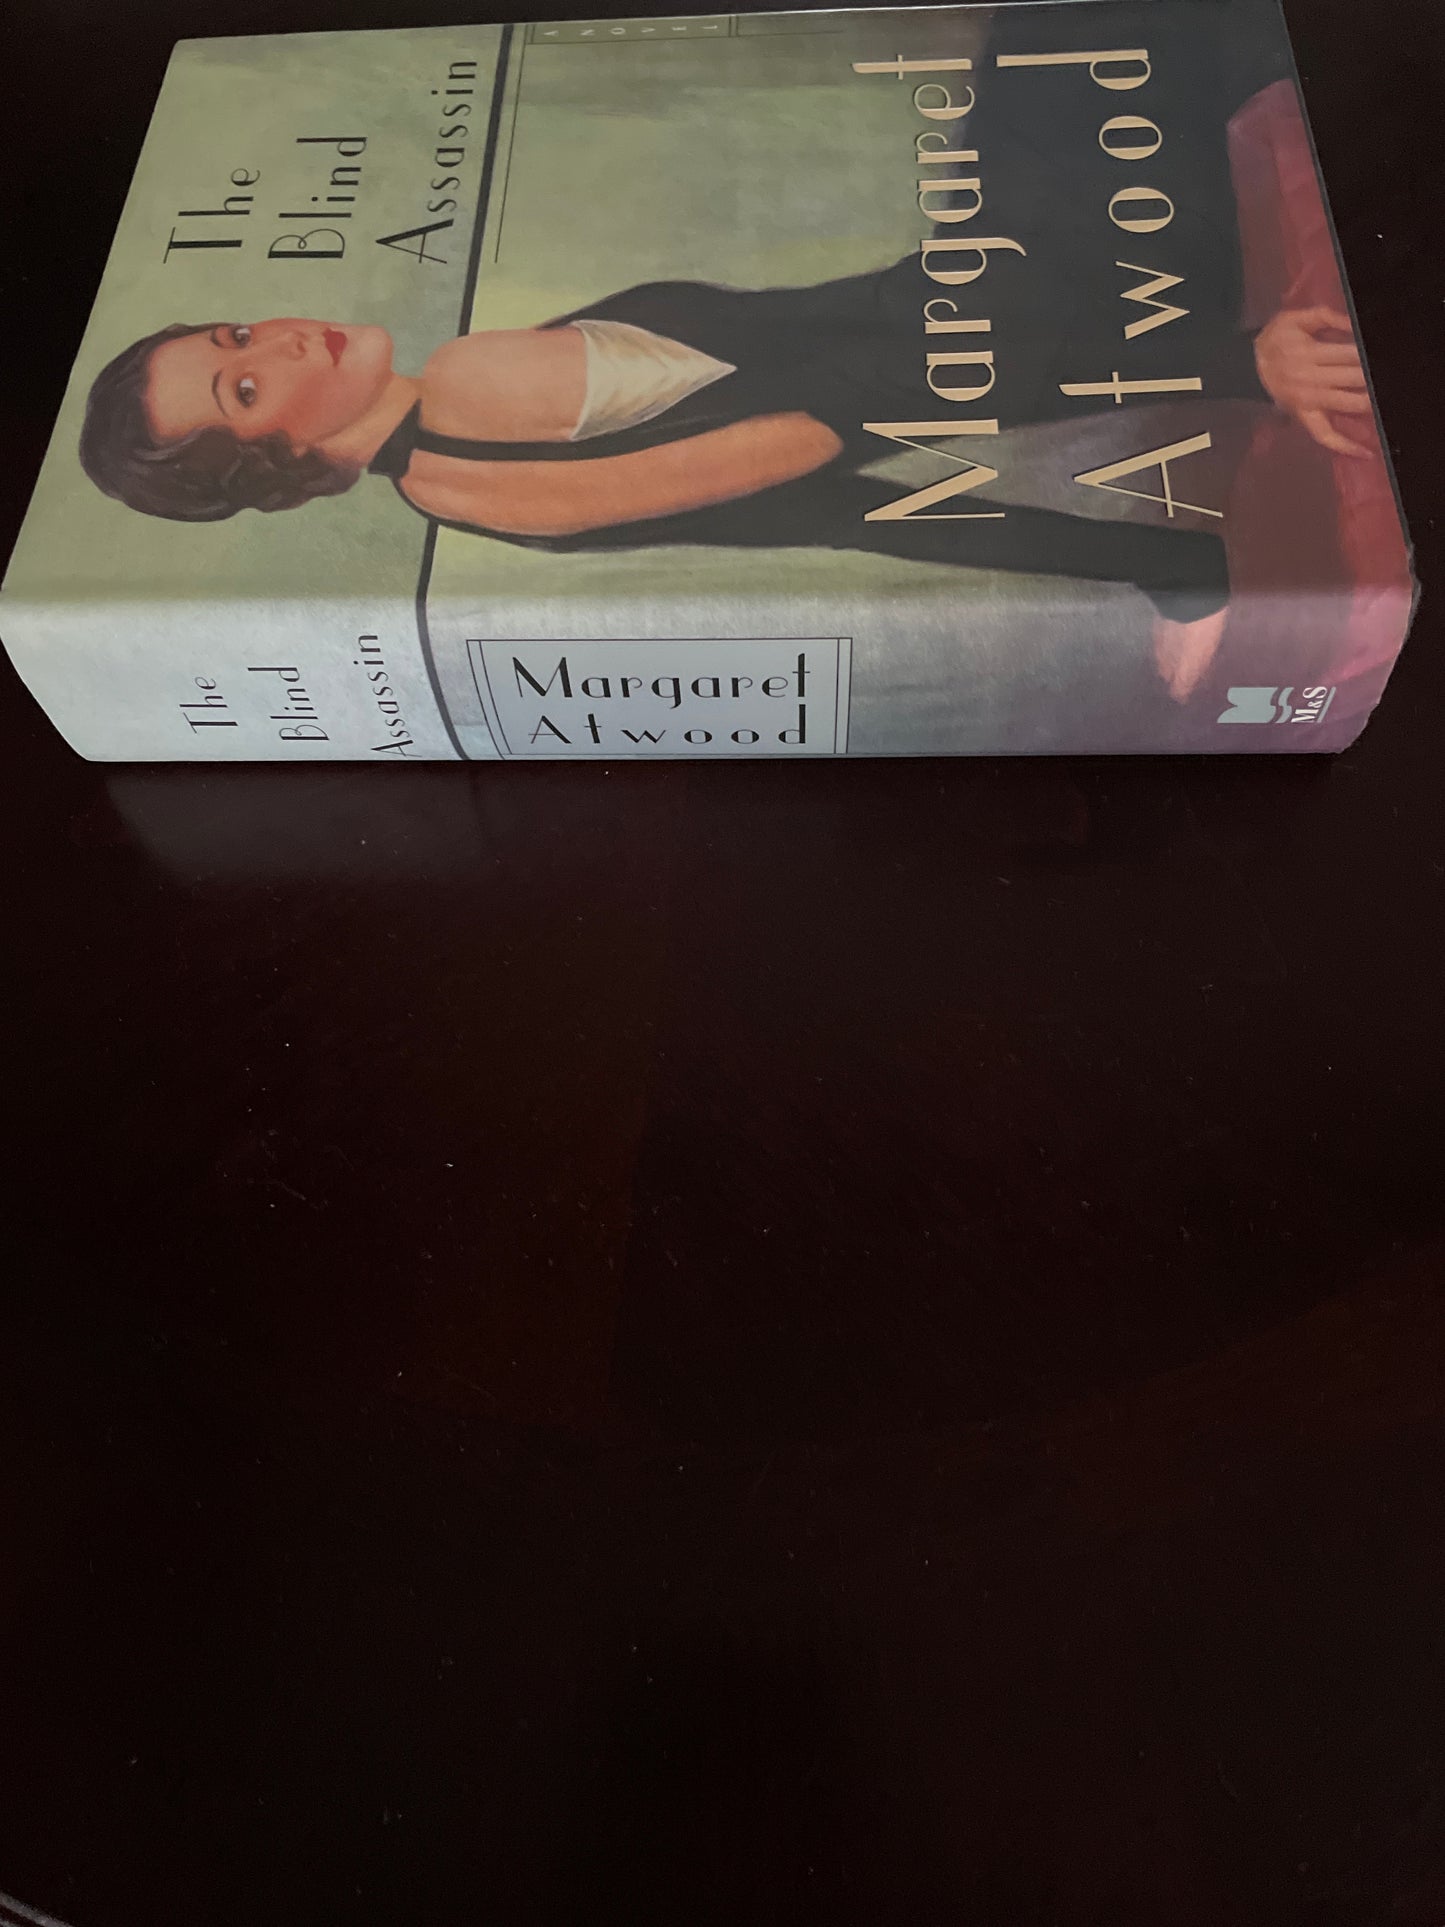 The
Blind
Assassin
A NOVEL
Margaret
Atwood
The
Blind
Assassin
Margaret
Atwood
M&S